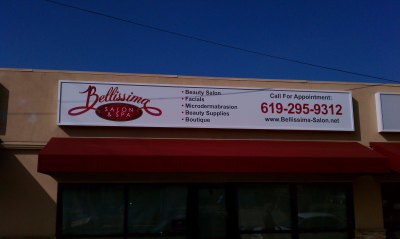 Bellissima
SALON
& SPA
• Beauty Salon
• Facials
• Microdermabrasion
• Beauty Supplies
• Boutique
Call For Appointment:
619-295-9312
www.Bellissima-Salon.net